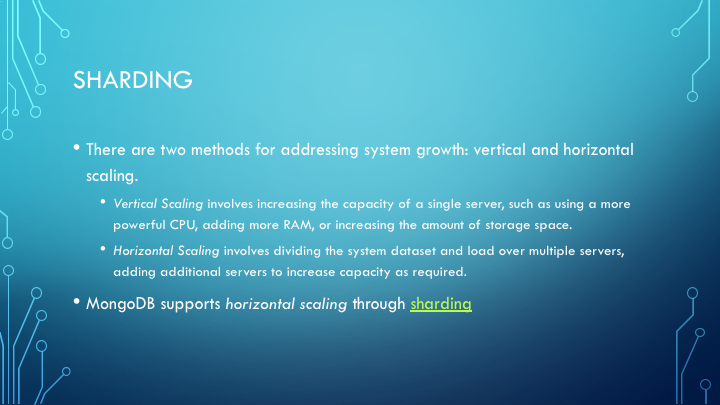 SHARDING
• There are two methods for addressing system growth: vertical and horizontal
scaling.
• Vertical Scaling involves increasing the capacity of a single server, such as using a more
powerful CPU, adding more RAM, or increasing the amount of storage space.
• Horizontal Scaling involves dividing the system dataset and load over multiple servers,
adding additional servers to increase capacity as required.
• MongoDB supports horizontal scaling through sharding